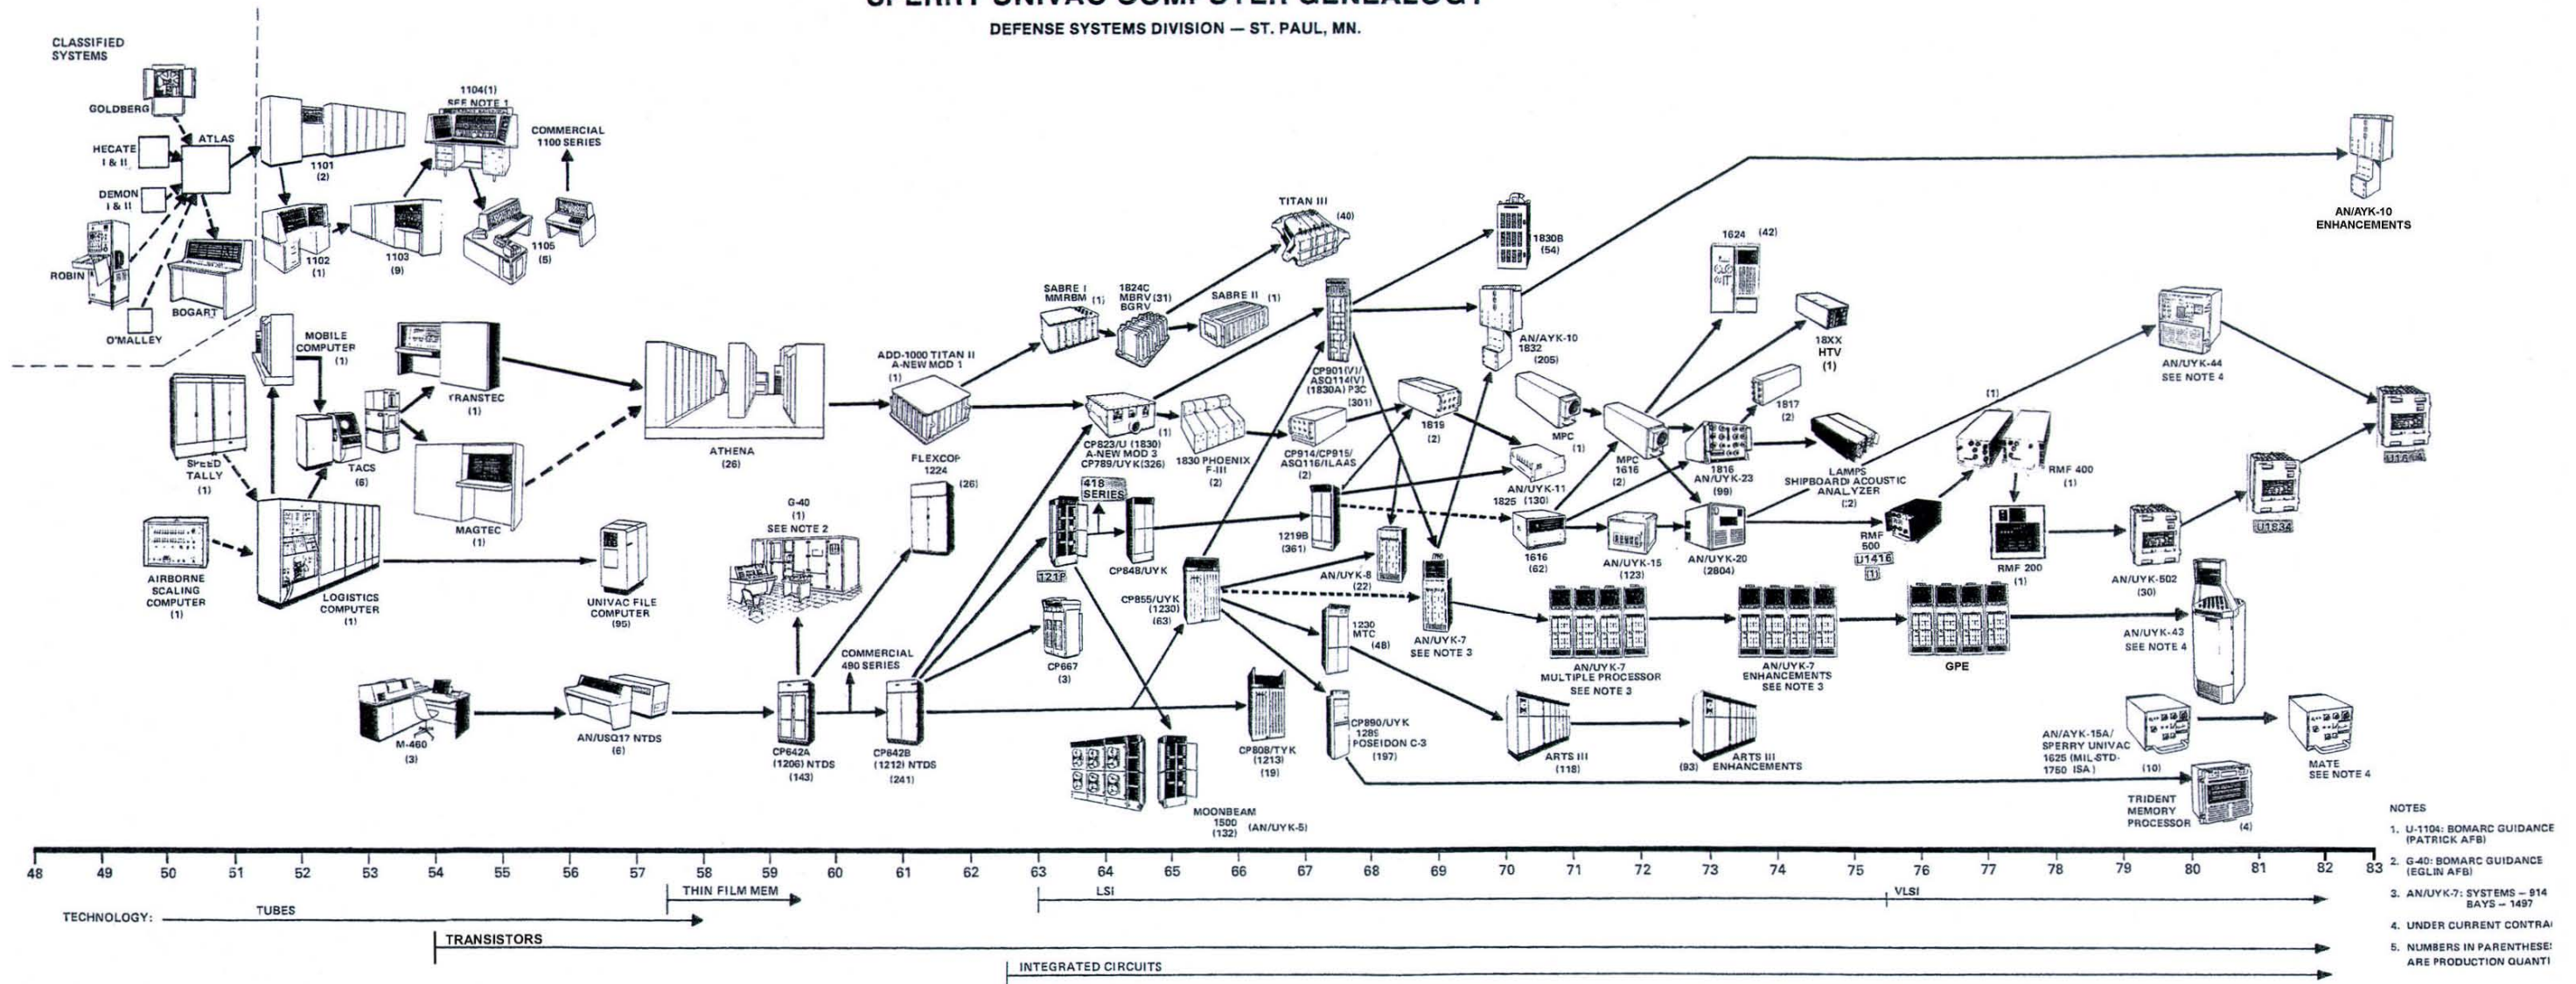 SPERRY UNIVAC COMPUTER GENEALOGY
DEFENSE SYSTEMS DIVISION — ST. PAUL, MN.
CLASSIFIED
SYSTEMS
GOLDBERG
HECATE
I & II
ATLAS
DEMON
I & II
ROBIN
O'MALLEY
BOGART
1101
(2)
1102
(1)
1103
(9)
1104(1)
SEE NOTE 1
1105
(5)
COMMERCIAL
1100 SERIES
MOBILE
COMPUTER
(1)
SPEED
TALLY
(1)
TACS
(6)
TRANSTEC
(1)
MAGTEC
(1)
AIRBORNE
SCALING
COMPUTER
(1)
LOGISTICS
COMPUTER
(1)
UNIVAC FILE
COMPUTER
(95)
ATHENA
(26)
M-460
(3)
AN/USQ17 NTDS
(6)
G-40
(1)
SEE NOTE 2
CP642A
(1206) NTDS
(143)
COMMERCIAL
490 SERIES
CP642B
(1212) NTDS
(241)
ADD-1000 TITAN II
A-NEW MOD 1
(1)
FLEXCOP
1224
(26)
SABRE I
MMRBM (1)
1824C
MBRV (31)
BGRV
SABRE II (1)
TITAN III
(40)
CP823/U (1830)
A-NEW MOD 3
CP789/UYK(326)
(1)
1830 PHOENIX
F-III
(2)
418
SERIES
1218
CP848/UYK
CP667
(3)
MOONBEAM
1500 (AN/UYK-5)
(132)
CP855/UYK
(1230)
(63)
CP808/TYK
(1213)
(19)
CP901(V)/
ASQ114(V)
(1830A) P3C
(301)
CP914/CP915/
ASQ116/ILAAS
(2)
1219B
(361)
1819
(2)
AN/UYK-8
(22)
1230
MTC
(48)
CP890/UYK
1289
POSEIDON C-3
(197)
AN/UYK-7
SEE NOTE 3
1830B
(54)
AN/AYK-10
1832
(205)
MPC
(1)
AN/UYK-11
1825 (130)
1616
(62)
MPC
1616
(2)
AN/UYK-15
(123)
1624 (42)
18XX
HTV
(1)
1817
(2)
1816
AN/UYK-23
(99)
AN/UYK-20
(2804)
LAMPS
SHIPBOARD ACOUSTIC
ANALYZER
(2)
RMF
500
U1416
(1)
(1)
RMF 400
(1)
RMF 200
(1)
AN/UYK-7
MULTIPLE PROCESSOR
SEE NOTE 3
AN/UYK-7
ENHANCEMENTS
SEE NOTE 3
GPE
ARTS III
(118)
(93) ARTS III
ENHANCEMENTS
AN/AYK-10
ENHANCEMENTS
AN/UYK-44
SEE NOTE 4
AN/UYK-502
(30)
U1834
AN/UYK-43
SEE NOTE 4
AN/AYK-15A/
SPERRY UNIVAC
1625 (MIL-STD-
1750 ISA)
(10)
MATE
SEE NOTE 4
TRIDENT
MEMORY
PROCESSOR
(4)
48 49 50 51 52 53 54 55 56 57 58 59 60 61 62 63 64 65 66 67 68 69 70 71 72 73 74 75 76 77 78 79 80 81 82 83
TECHNOLOGY:
TUBES
THIN FILM MEM
LSI
VLSI
TRANSISTORS
INTEGRATED CIRCUITS
NOTES
1. U-1104: BOMARC GUIDANCE
(PATRICK AFB)
2. G-40: BOMARC GUIDANCE
(EGLIN AFB)
3. AN/UYK-7: SYSTEMS – 914
BAYS – 1497
4. UNDER CURRENT
5. NUMBERS IN
ARE PRODUCTION